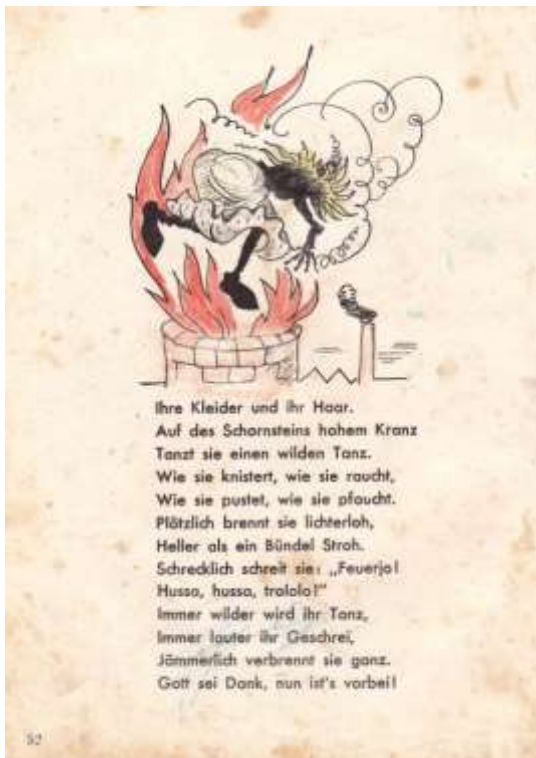 Ihre Kleider und ihr Haar.
Auf des Schornsteins hohem Kranz
Tanzt sie einen wilden Tanz.
Wie sie knistert, wie sie raucht,
Wie sie pustet, wie sie pfaucht.
Plötzlich brennt sie lichterloh,
Heller als ein Bündel Stroh.
Schrecklich schreit sie: „Feuerjo!
Hussa, hussa, trololo!"
Immer wilder wird ihr Tanz,
Immer lauter ihr Geschrei,
Jämmerlich verbrennt sie ganz.
Gott sei Dank, nun ist's vorbei!
52